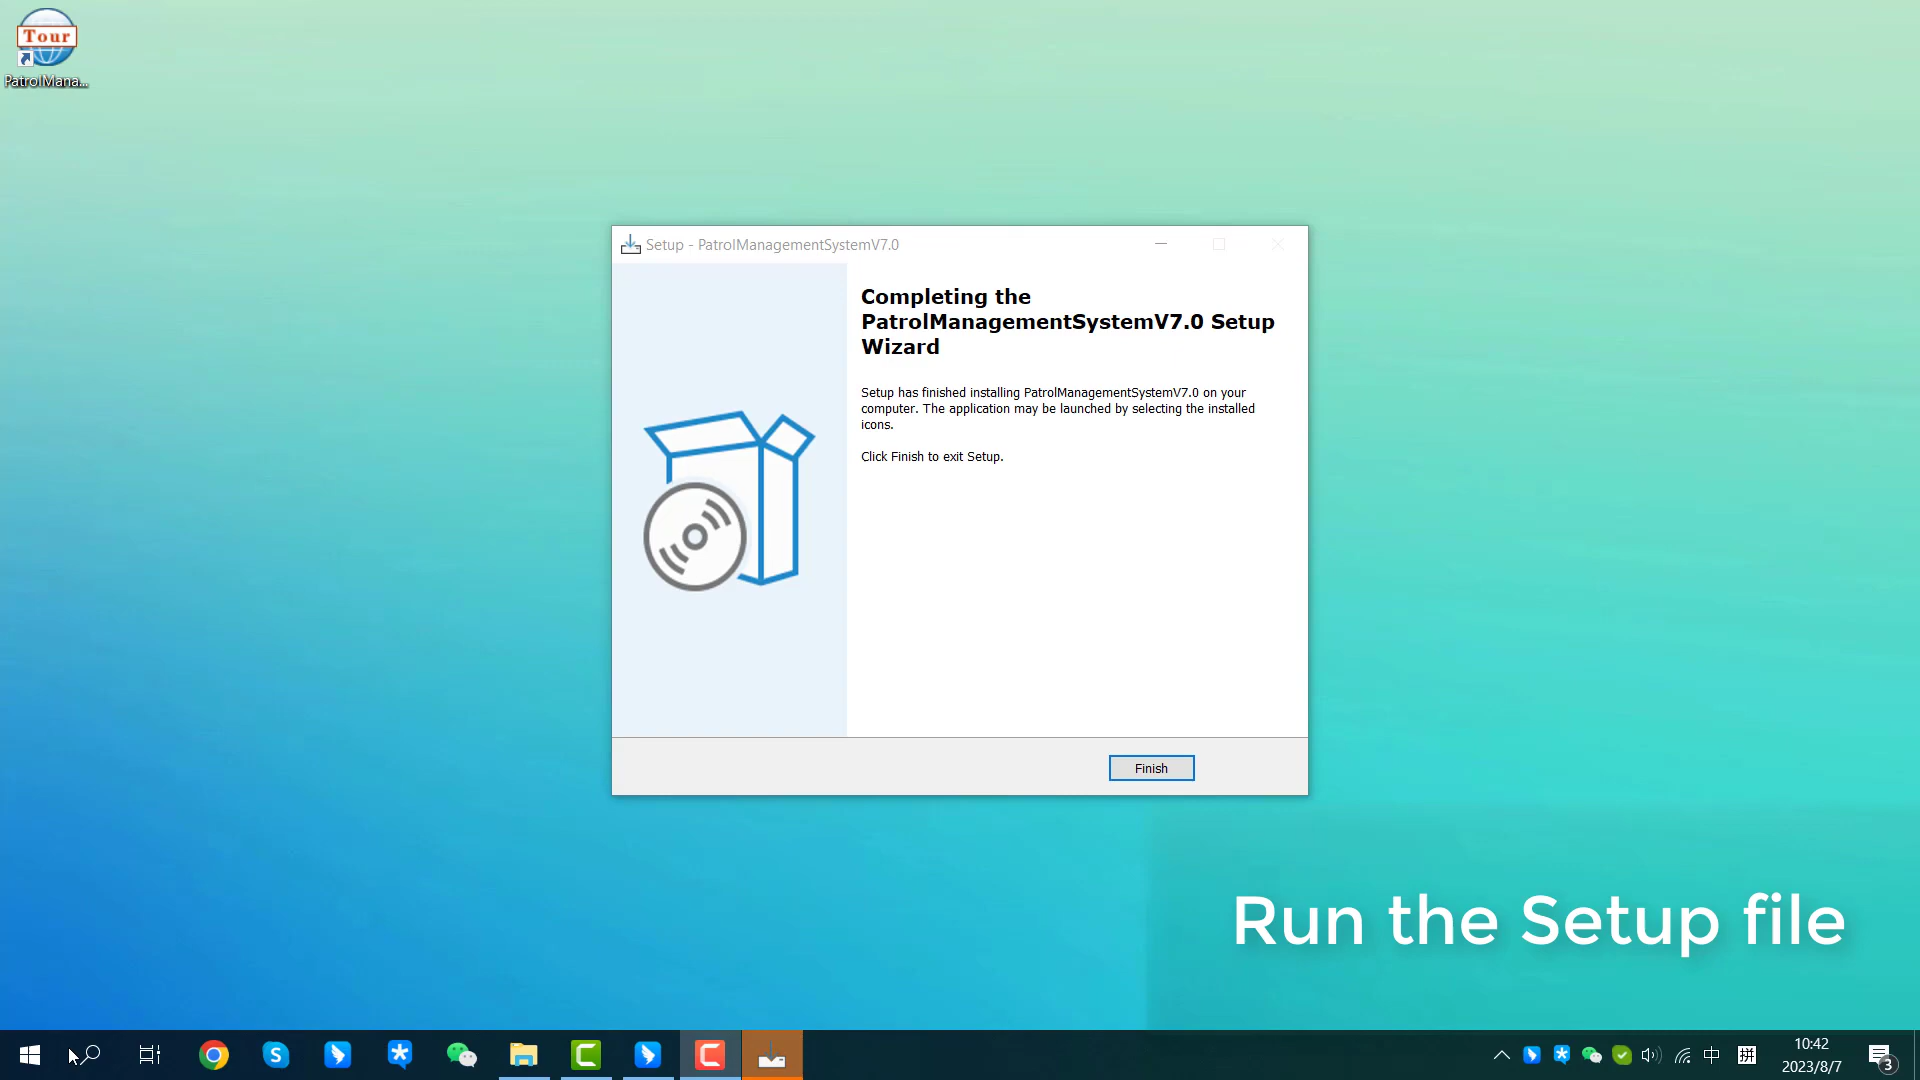 Tour
PatrolMana...
Setup - PatrolManagementSystemV7.0
Completing the
PatrolManagementSystemV7.0 Setup
Wizard
Setup has finished installing PatrolManagementSystemV7.0 on your
computer. The application may be launched by selecting the installed
icons.
Click Finish to exit Setup.
Finish
Run the Setup file
中
拼
10:42
2023/8/7
3